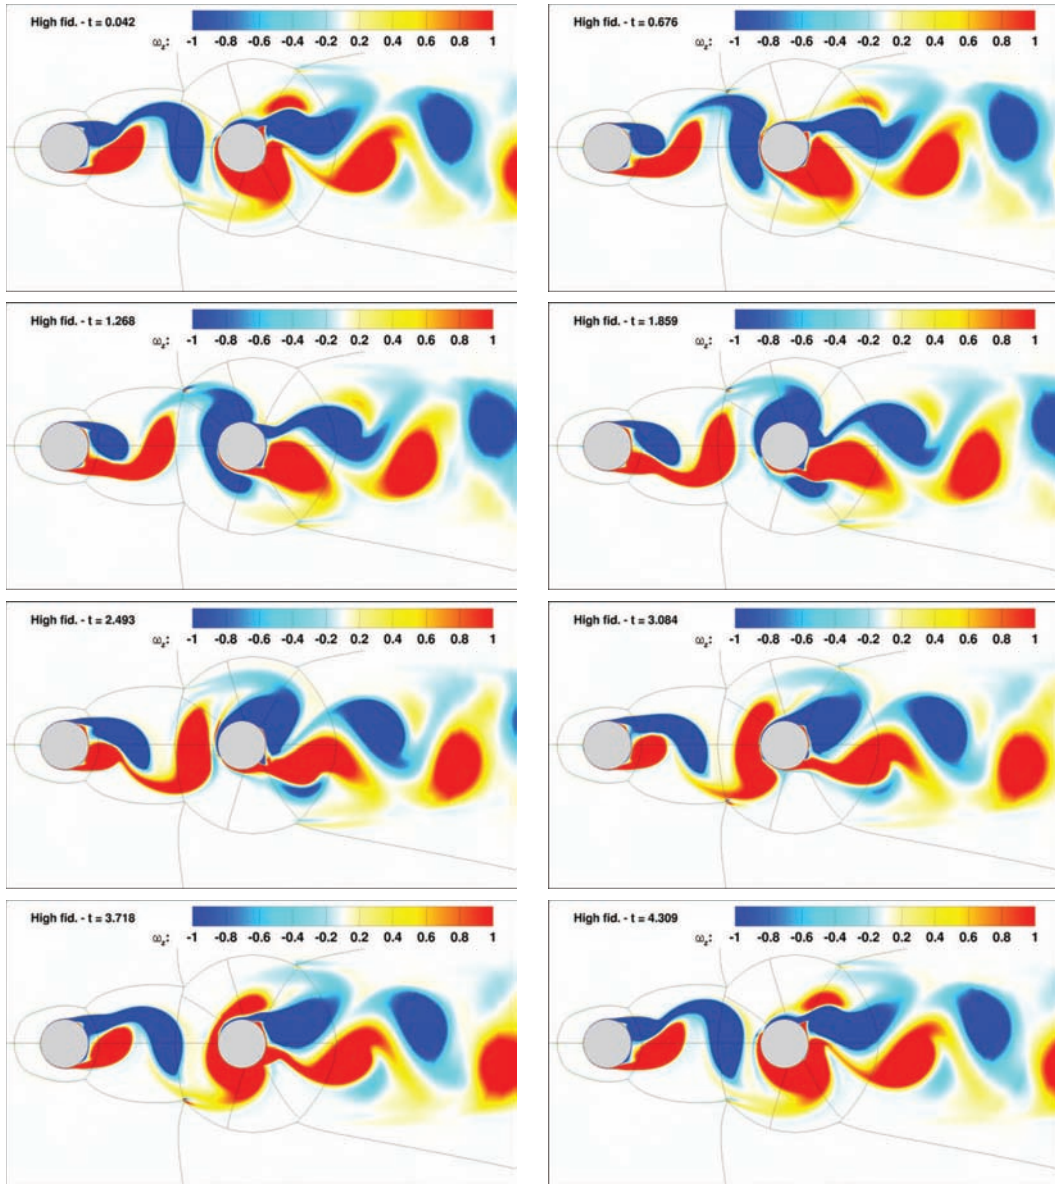 High fid. - t = 0.042
ω_z: -1 -0.8 -0.6 -0.4 -0.2 0.2 0.4 0.6 0.8 1
High fid. - t = 0.676
ω_z: -1 -0.8 -0.6 -0.4 -0.2 0.2 0.4 0.6 0.8 1
High fid. - t = 1.268
ω_z: -1 -0.8 -0.6 -0.4 -0.2 0.2 0.4 0.6 0.8 1
High fid. - t = 1.859
ω_z: -1 -0.8 -0.6 -0.4 -0.2 0.2 0.4 0.6 0.8 1
High fid. - t = 2.493
ω_z: -1 -0.8 -0.6 -0.4 -0.2 0.2 0.4 0.6 0.8 1
High fid. - t = 3.084
ω_z: -1 -0.8 -0.6 -0.4 -0.2 0.2 0.4 0.6 0.8 1
High fid. - t = 3.718
ω_z: -1 -0.8 -0.6 -0.4 -0.2 0.2 0.4 0.6 0.8 1
High fid. - t = 4.309
ω_z: -1 -0.8 -0.6 -0.4 -0.2 0.2 0.4 0.6 0.8 1